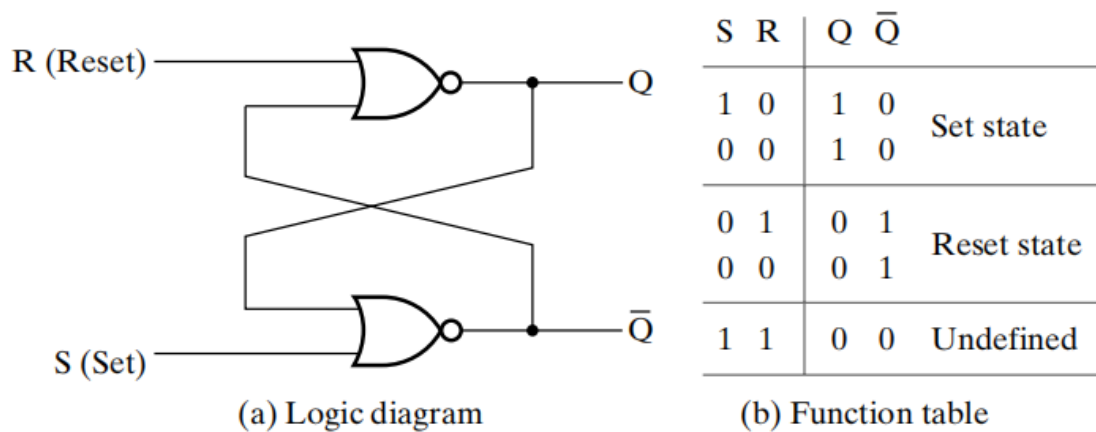 R (Reset)
Q
Q̅
S (Set)
(a) Logic diagram
S R Q Q̅
1 0 1 0
Set state
0 0 1 0
0 1 0 1
Reset state
0 0 0 1
1 1 0 0 Undefined
(b) Function table